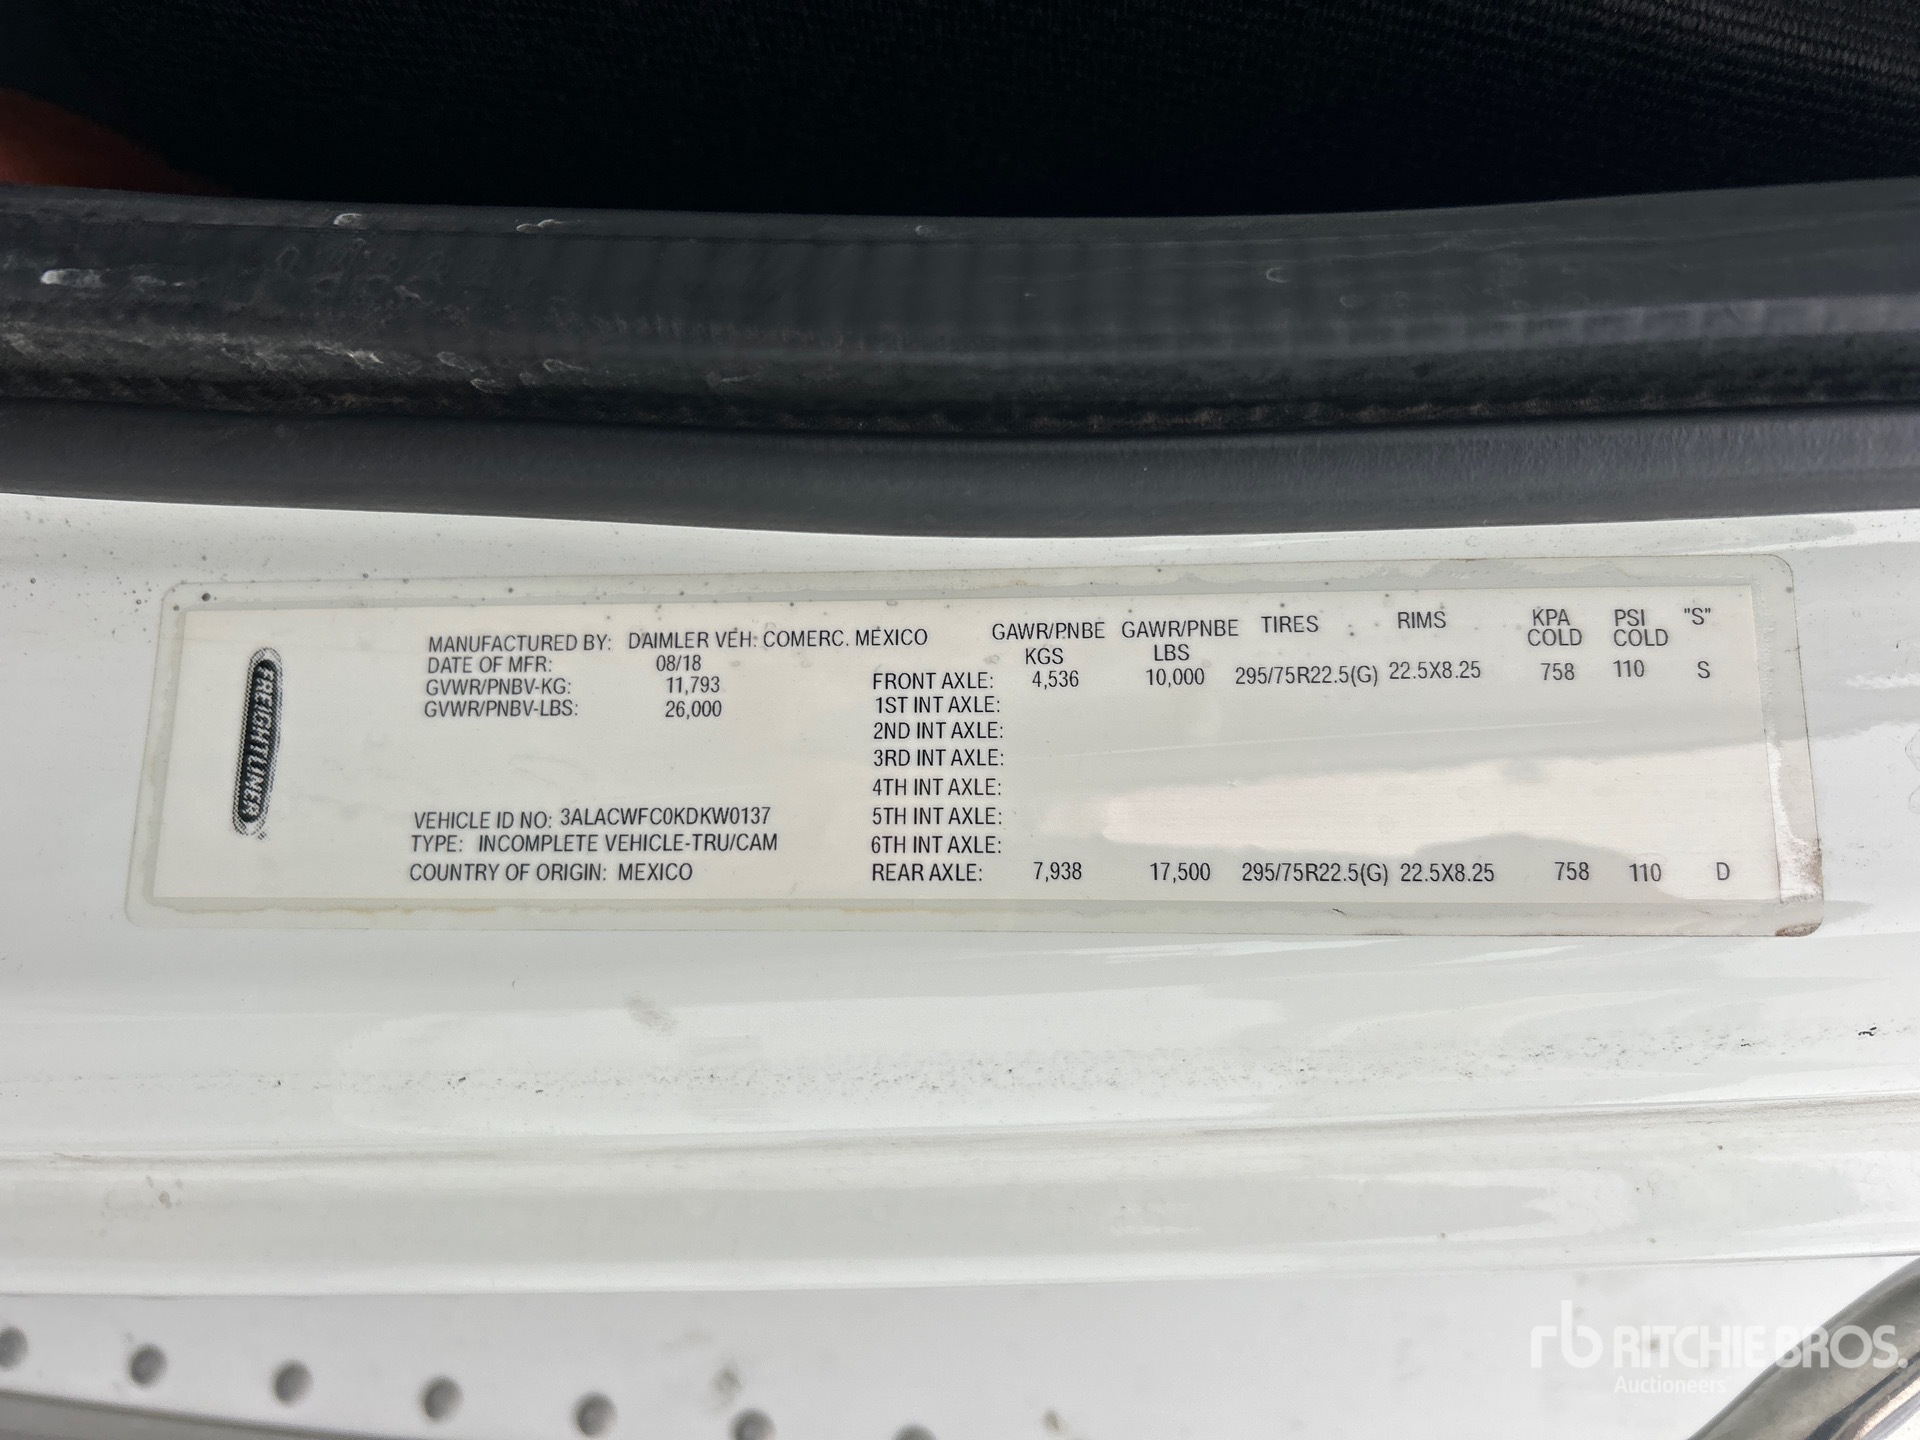 FREIGHTLINER
MANUFACTURED BY: DAIMLER VEH. COMERC. MEXICO
DATE OF MFR: 08/18
GVWR/PNBV-KG: 11,793
GVWR/PNBV-LBS: 26,000
VEHICLE ID NO: 3ALACWFC0KDKW0137
TYPE: INCOMPLETE VEHICLE-TRU/CAM
COUNTRY OF ORIGIN: MEXICO
GAWR/PNBE GAWR/PNBE TIRES RIMS KPA PSI "S"
KGS LBS COLD COLD
FRONT AXLE: 4,536 10,000 295/75R22.5(G) 22.5X8.25 758 110 S
1ST INT AXLE:
2ND INT AXLE:
3RD INT AXLE:
4TH INT AXLE:
5TH INT AXLE:
6TH INT AXLE:
REAR AXLE: 7,938 17,500 295/75R22.5(G) 22.5X8.25 758 110 D
rb RITCHIE BROS.
Auctioneers